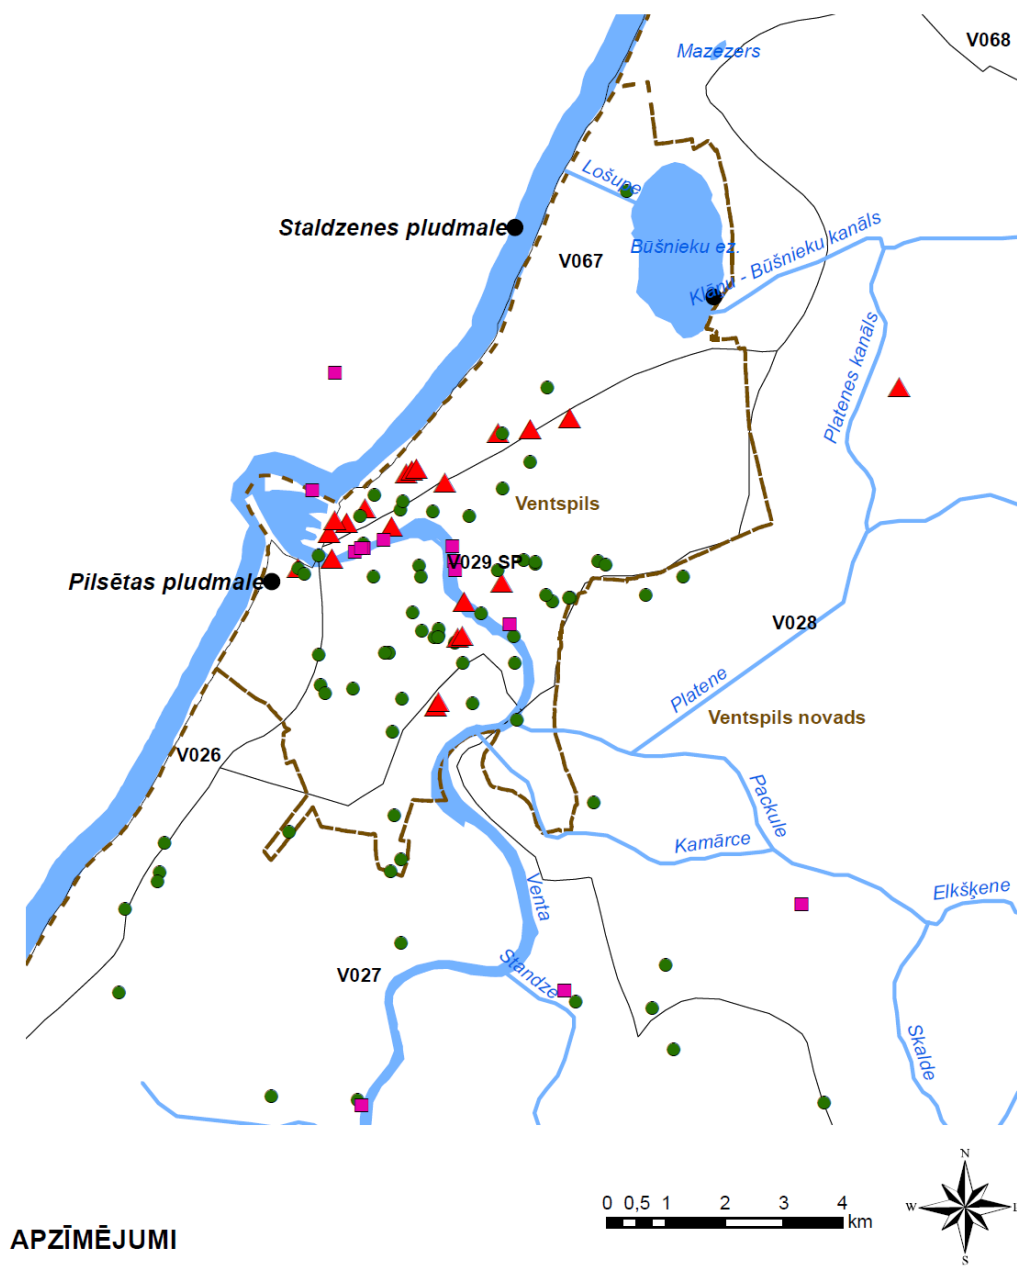 V068
Mazezers
Lošupe
Staldzenes pludmale
V067
Būšnieku ez.
Klāņu - Būšnieku kanāls
Platenes kanāls
Ventspils
V029 SP
Pilsētas pludmale
V028
Platene
Ventspils novads
V026
Packule
Kamārce
Elkšķene
Venta
V027
Standze
Skalde
N
W
S
0 0,5 1 2 3 4
km
APZĪMĒJUMI